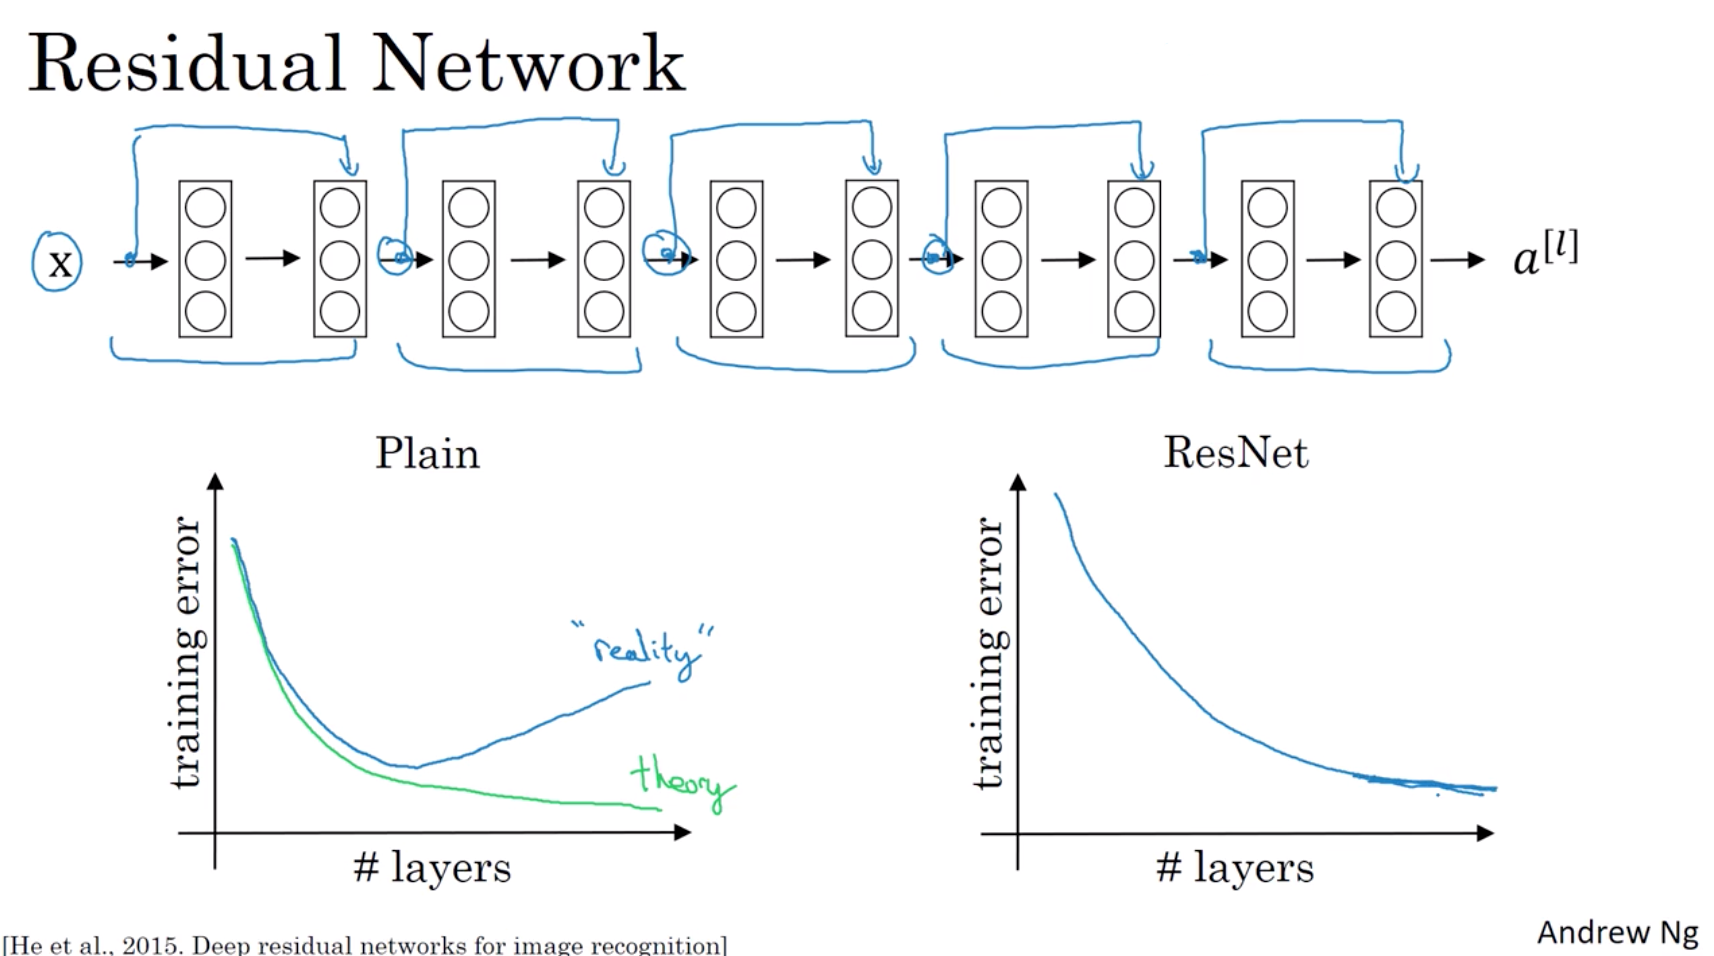 Residual Network
x
a[l]
Plain
ResNet
training error
"reality"
theory
# layers
training error
# layers
[He et al., 2015. Deep residual networks for image recognition]
Andrew Ng